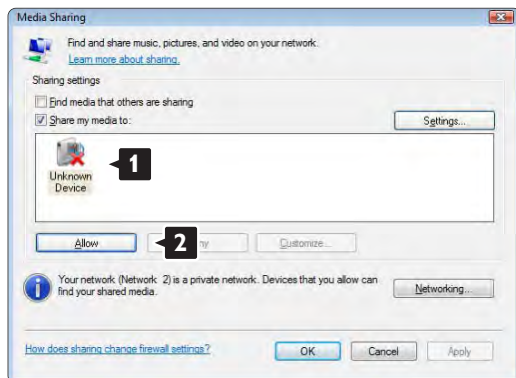 Media Sharing
Find and share music, pictures, and video on your network.
Learn more about sharing.
Sharing settings
Find media that others are sharing
Share my media to:
Settings...
Unknown
Device
1
Allow
2
Customize...
Your network (Network 2) is a private network. Devices that you allow can
find your shared media.
Networking...
How does sharing change firewall settings?
OK
Cancel
Apply